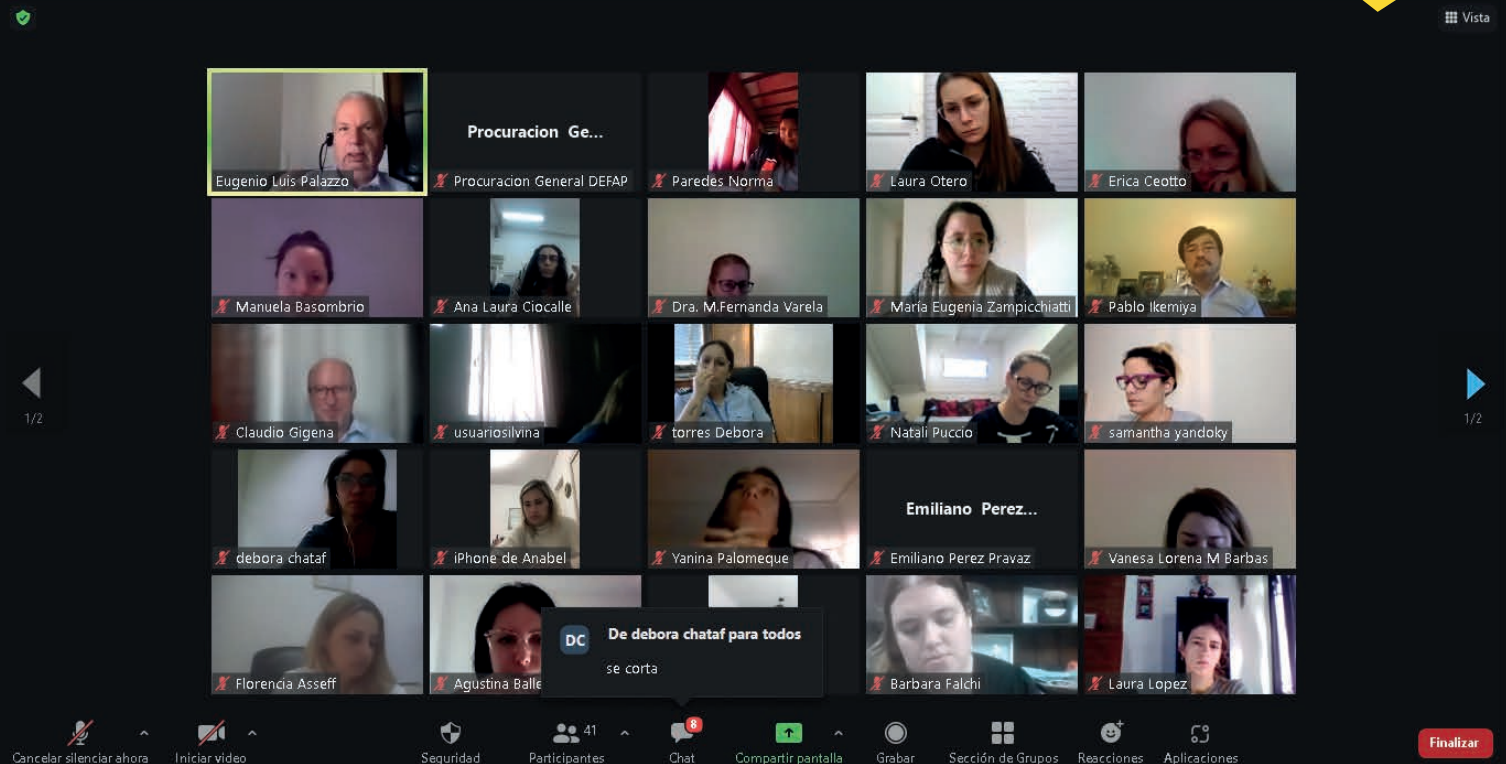 Vista
Eugenio Luis Palazzo
Procuracion Ge...
Procuracion General DEFAP
Paredes Norma
Laura Otero
Erica Ceotto
Manuela Basombrio
Ana Laura Ciocalle
Dra. M.Fernanda Varela
María Eugenia Zampicchiatti
Pablo Ikemiya
1/2
Claudio Gigena
usuariosilvina
torres Debora
Natali Puccio
samantha yandoky
1/2
debora chataf
iPhone de Anabel
Yanina Palomeque
Emiliano Perez...
Emiliano Perez Pravaz
Vanesa Lorena M Barbas
Florencia Asseff
Agustina Balle
DC
De debora chataf para todos
se corta
Barbara Falchi
Laura Lopez
Cancelar silenciar ahora
Iniciar video
Seguridad
41
Participantes
8
Chat
Compartir pantalla
Grabar
Sección de Grupos
Reacciones
Aplicaciones
Finalizar